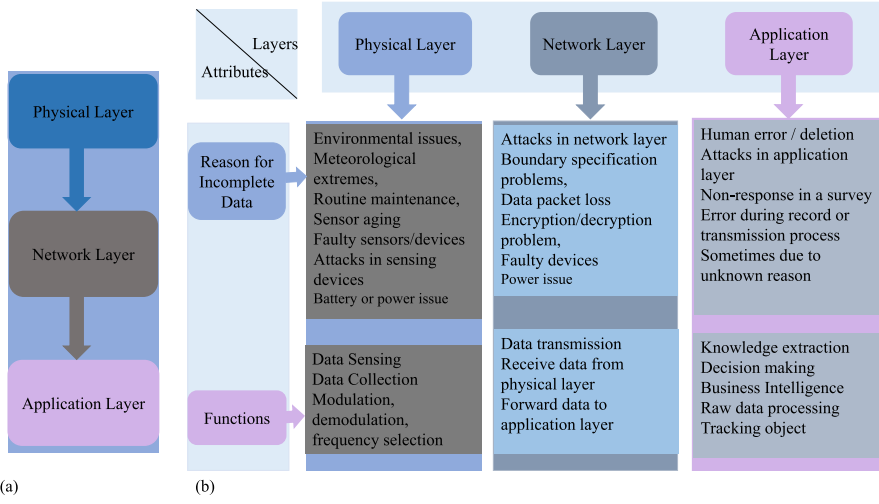 Physical Layer
Network Layer
Application Layer
(a)
Layers
Attributes
Physical Layer
Network Layer
Application
Layer
Reason for
Incomplete
Data
Environmental issues,
Meteorological
extremes,
Routine maintenance,
Sensor aging
Faulty sensors/devices
Attacks in sensing
devices
Battery or power issue
Attacks in network layer
Boundary specification
problems,
Data packet loss
Encryption/decryption
problem,
Faulty devices
Power issue
Human error / deletion
Attacks in application
layer
Non-response in a survey
Error during record or
transmission process
Sometimes due to
unknown reason
Functions
Data Sensing
Data Collection
Modulation,
demodulation,
frequency selection
Data transmission
Receive data from
physical layer
Forward data to
application layer
Knowledge extraction
Decision making
Business Intelligence
Raw data processing
Tracking object
(b)